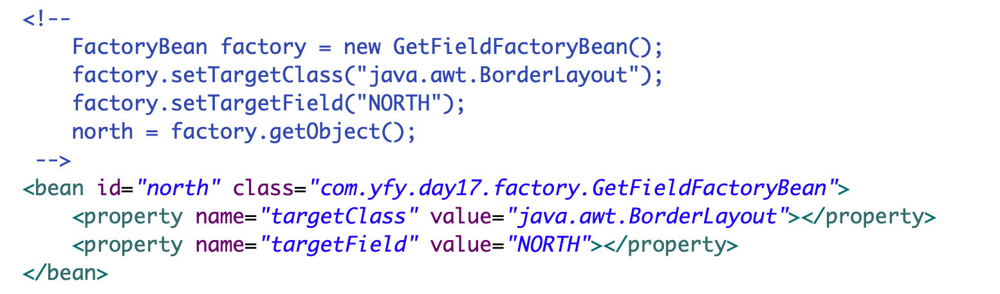 <!--
    FactoryBean factory = new GetFieldFactoryBean();
    factory.setTargetClass("java.awt.BorderLayout");
    factory.setTargetField("NORTH");
    north = factory.getObject();
 -->
<bean id="north" class="com.yfy.day17.factory.GetFieldFactoryBean">
    <property name="targetClass" value="java.awt.BorderLayout"></property>
    <property name="targetField" value="NORTH"></property>
</bean>